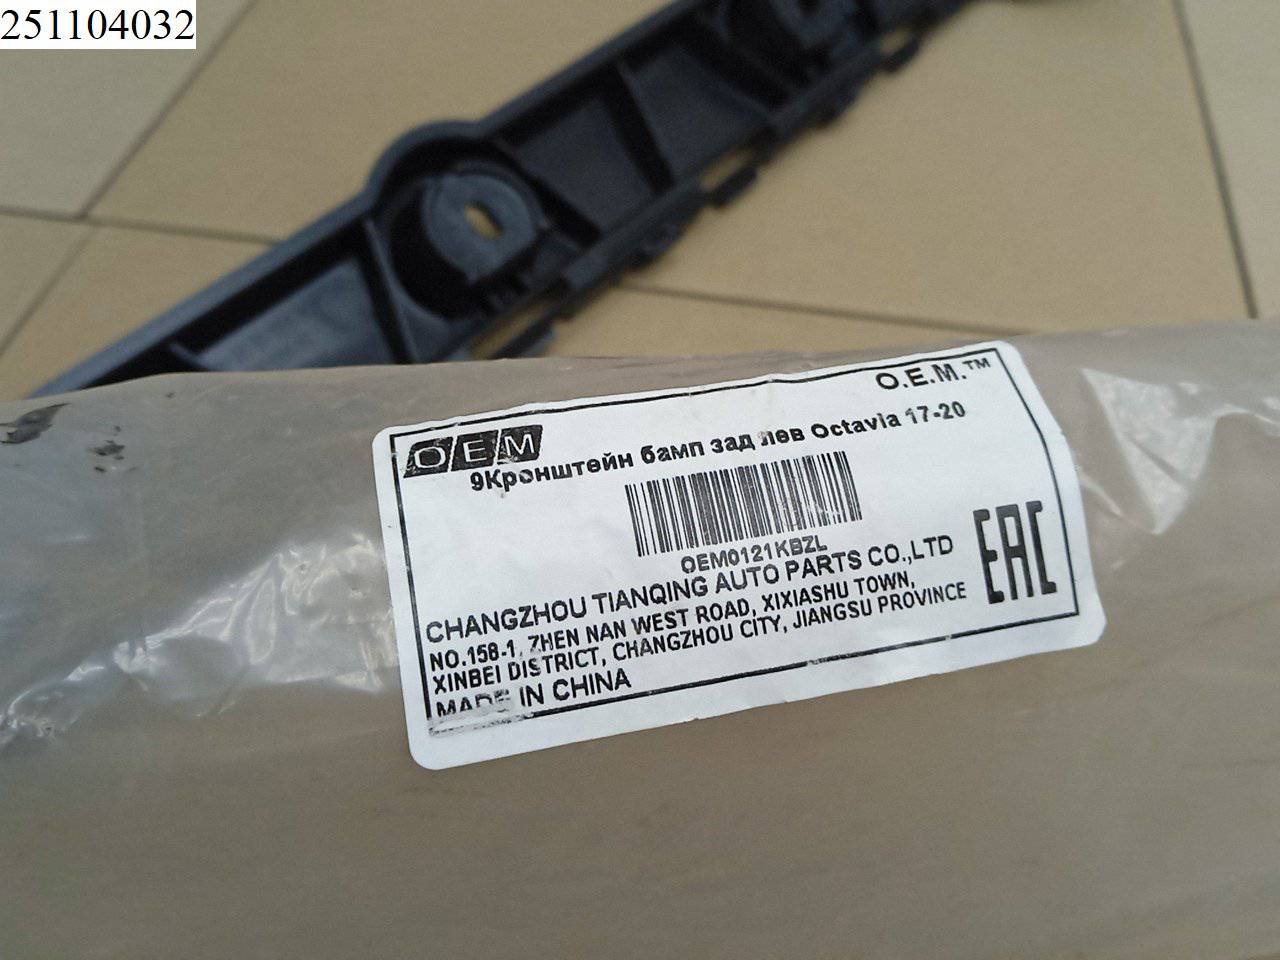 251104032
O.E.M.™
OEM
9Кронштейн бамп зад лев Octavia 17-20
OEM0121KBZL
CHANGZHOU TIANQING AUTO PARTS CO.,LTD
NO.158-1, ZHEN NAN WEST ROAD, XIXIASHU TOWN,
XINBEI DISTRICT, CHANGZHOU CITY, JIANGSU PROVINCE
MADE IN CHINA
EAC